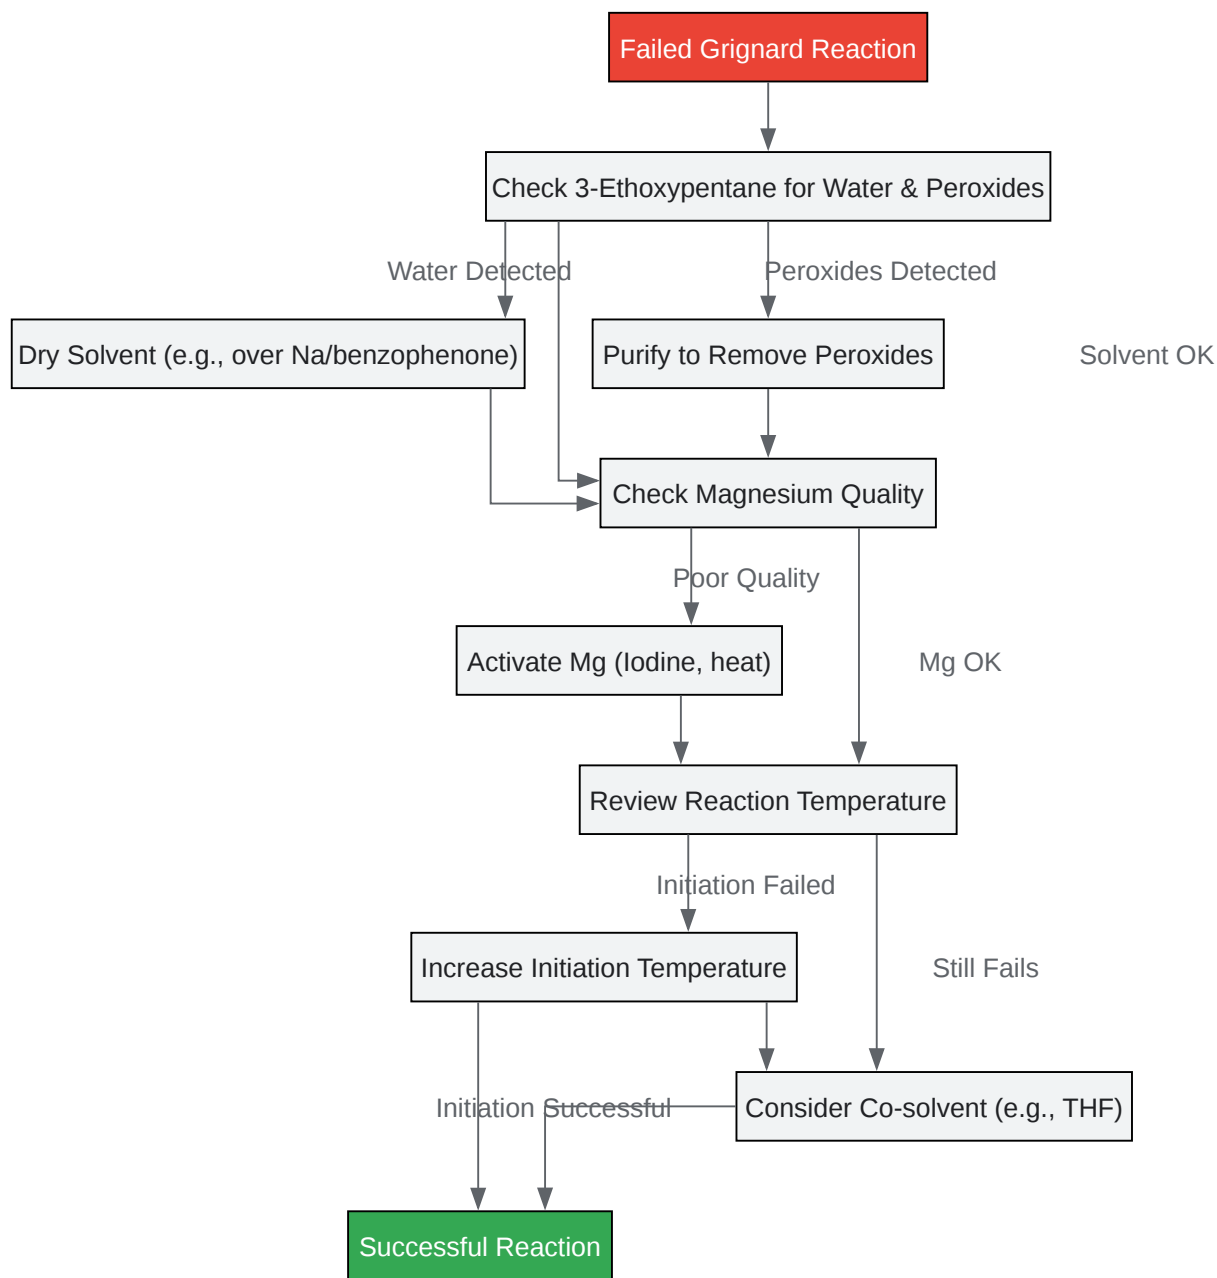 Failed Grignard Reaction
Check 3-Ethoxypentane for Water & Peroxides
Water Detected
Peroxides Detected
Dry Solvent (e.g., over Na/benzophenone)
Purify to Remove Peroxides
Solvent OK
Check Magnesium Quality
Poor Quality
Activate Mg (Iodine, heat)
Mg OK
Review Reaction Temperature
Initiation Failed
Increase Initiation Temperature
Still Fails
Initiation Successful
Consider Co-solvent (e.g., THF)
Successful Reaction